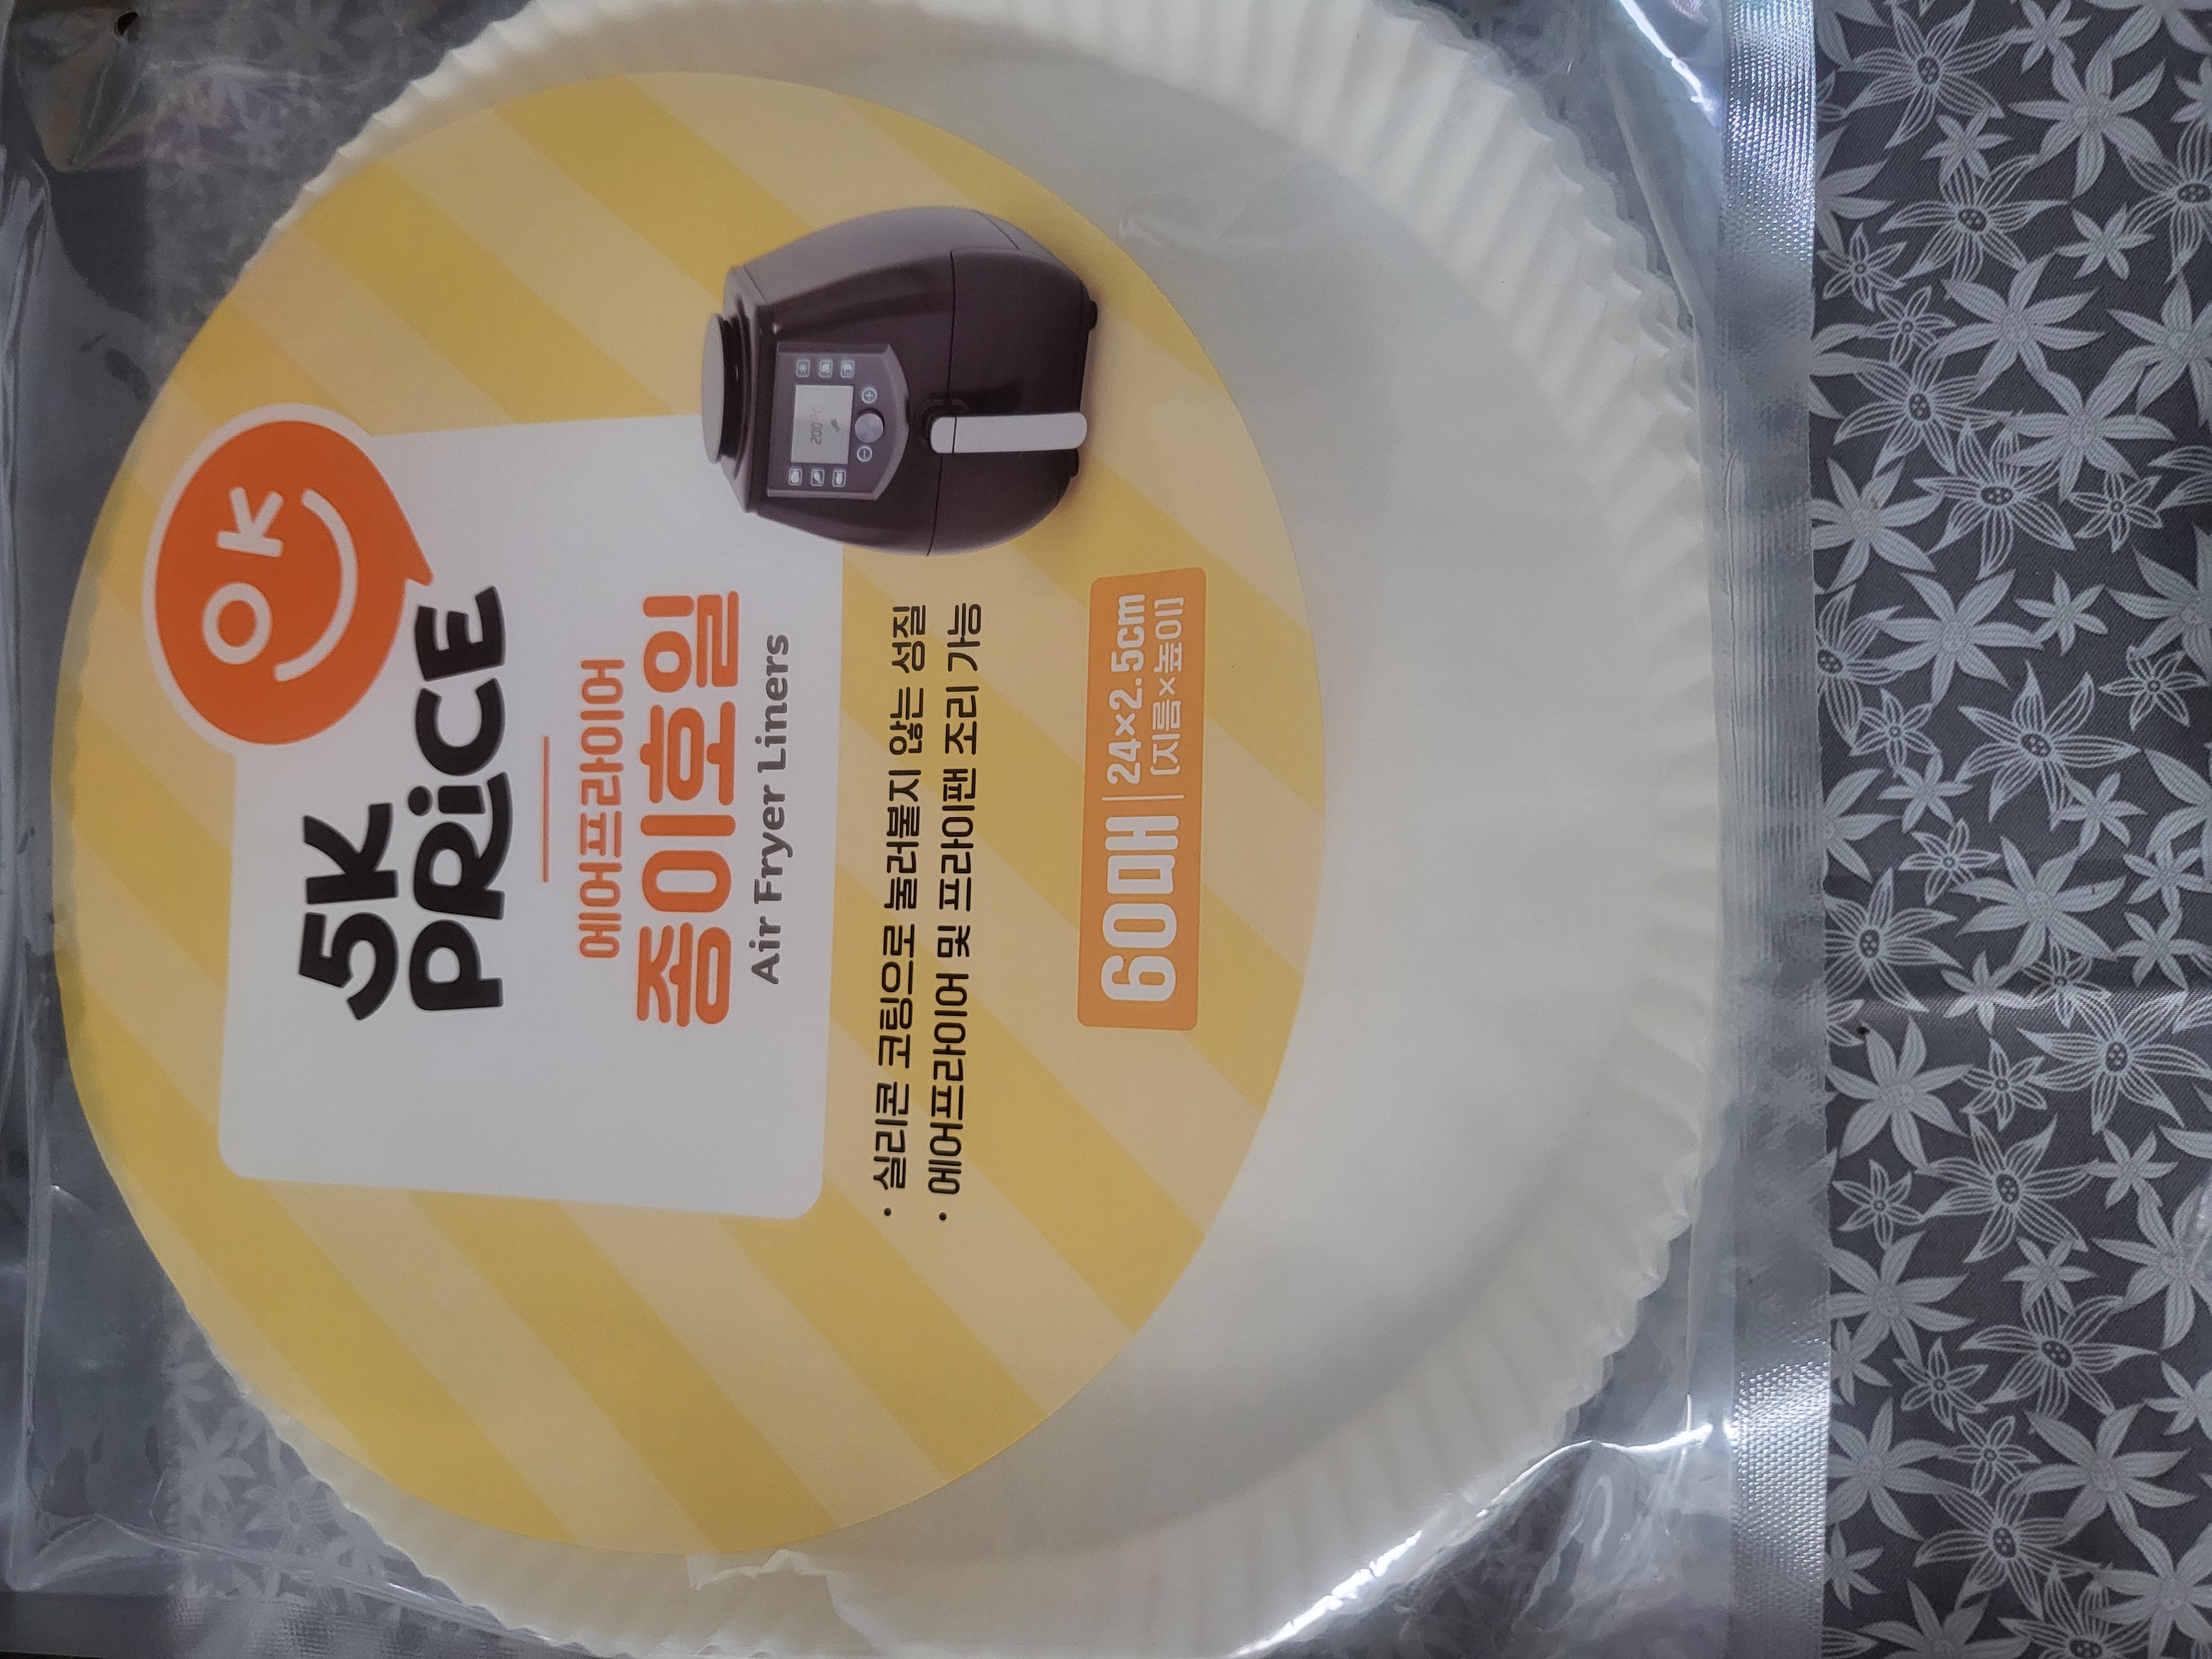 OK
5K
PRiCE
에어프라이어
종이호일
Air Fryer Liners
200°C
· 실리콘 코팅으로 눌러붙지 않는 성질
· 에어프라이어 및 프라이팬 조리 가능
60매 | 24×2.5cm
[지름×높이]